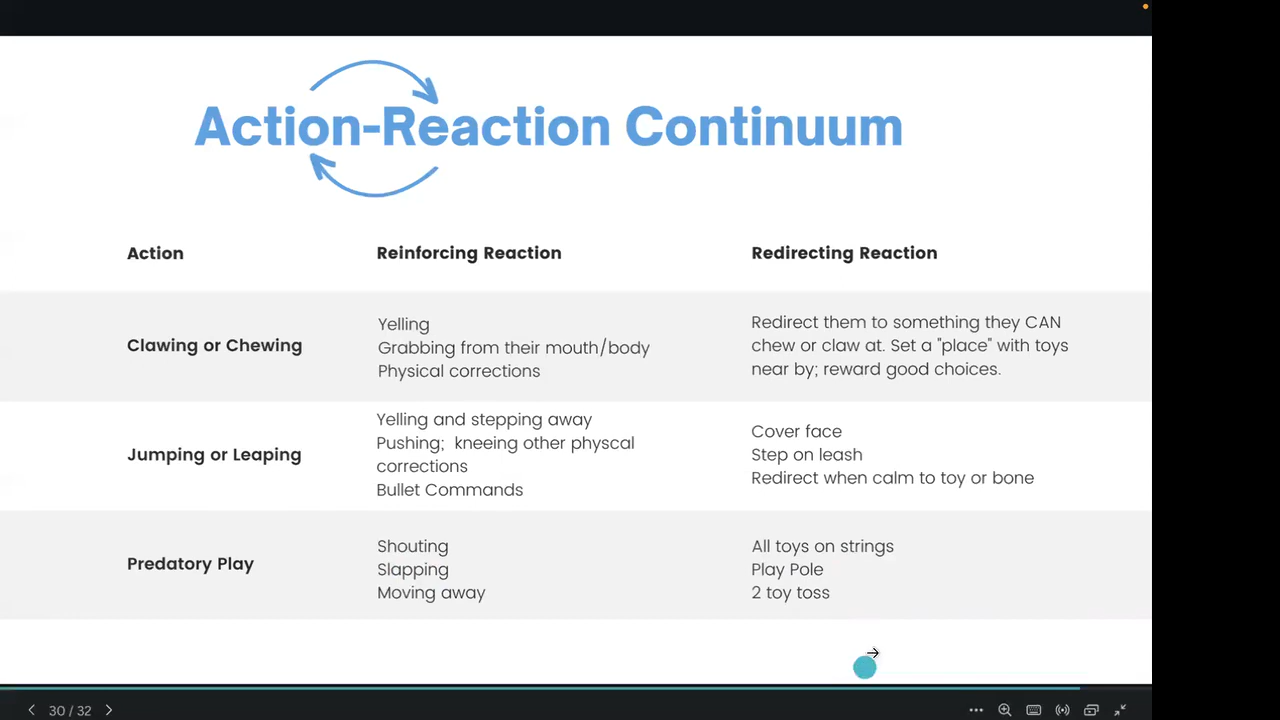 Action-Reaction Continuum
Action
Reinforcing Reaction
Redirecting Reaction
Clawing or Chewing
Yelling
Grabbing from their mouth/body
Physical corrections
Redirect them to something they CAN
chew or claw at. Set a "place" with toys
near by; reward good choices.
Jumping or Leaping
Yelling and stepping away
Pushing;  kneeing other physcal
corrections
Bullet Commands
Cover face
Step on leash
Redirect when calm to toy or bone
Predatory Play
Shouting
Slapping
Moving away
All toys on strings
Play Pole
2 toy toss
30 / 32